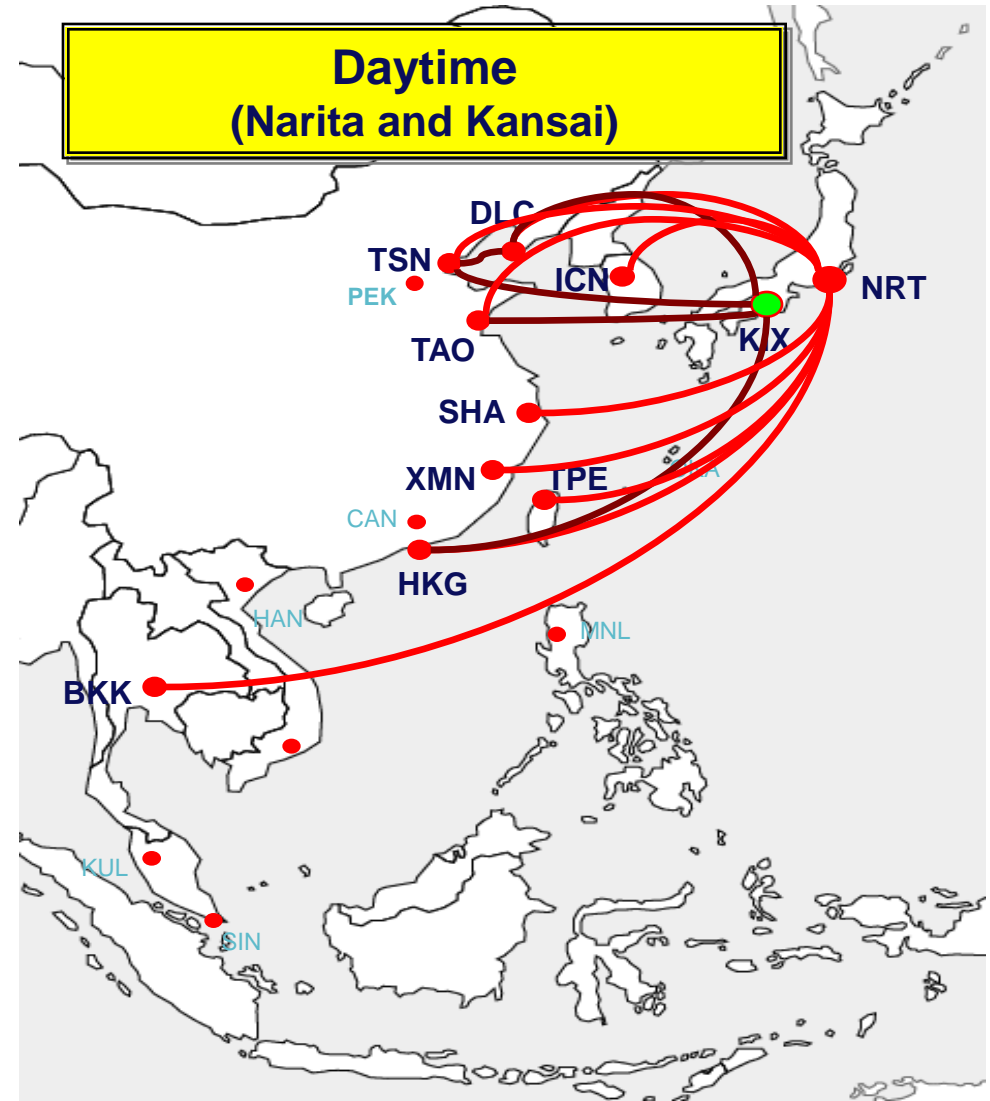 Daytime
(Narita and Kansai)
DLC
TSN
ICN
PEK
NRT
KIX
TAO
SHA
XMN
TPE
CAN
HKG
HAN
MNL
BKK
KUL
SIN